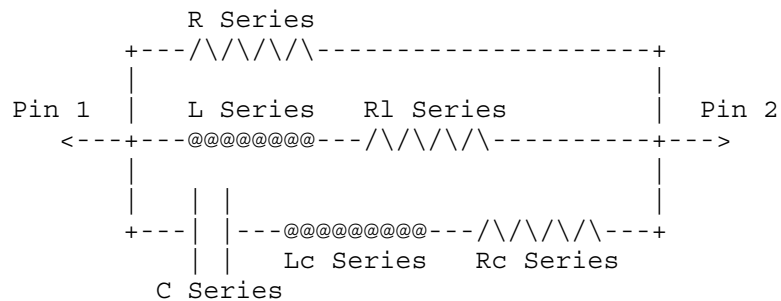 R Series
+---/\/\/\/\---------------------+
| |
Pin 1 | L Series Rl Series | Pin 2
<---+---@@@@@@@@---/\/\/\/\----------+--->
| |
| | | |
+---| |---@@@@@@@@@---/\/\/\/\---+
| | Lc Series Rc Series
C Series